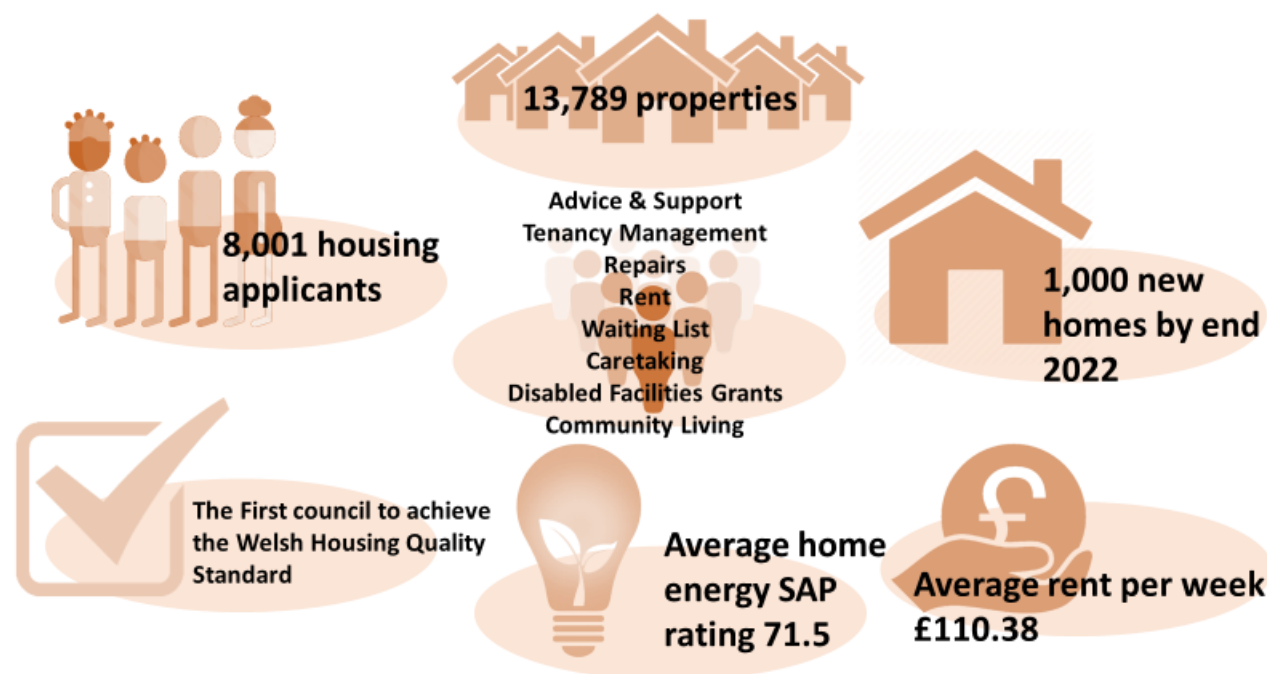 13,789 properties
8,001 housing
applicants
Advice & Support
Tenancy Management
Repairs
Rent
Waiting List
Caretaking
Disabled Facilities Grants
Community Living
1,000 new
homes by end
2022
The First council to achieve
the Welsh Housing Quality
Standard
Average home
energy SAP
rating 71.5
£
Average rent per week
£110.38